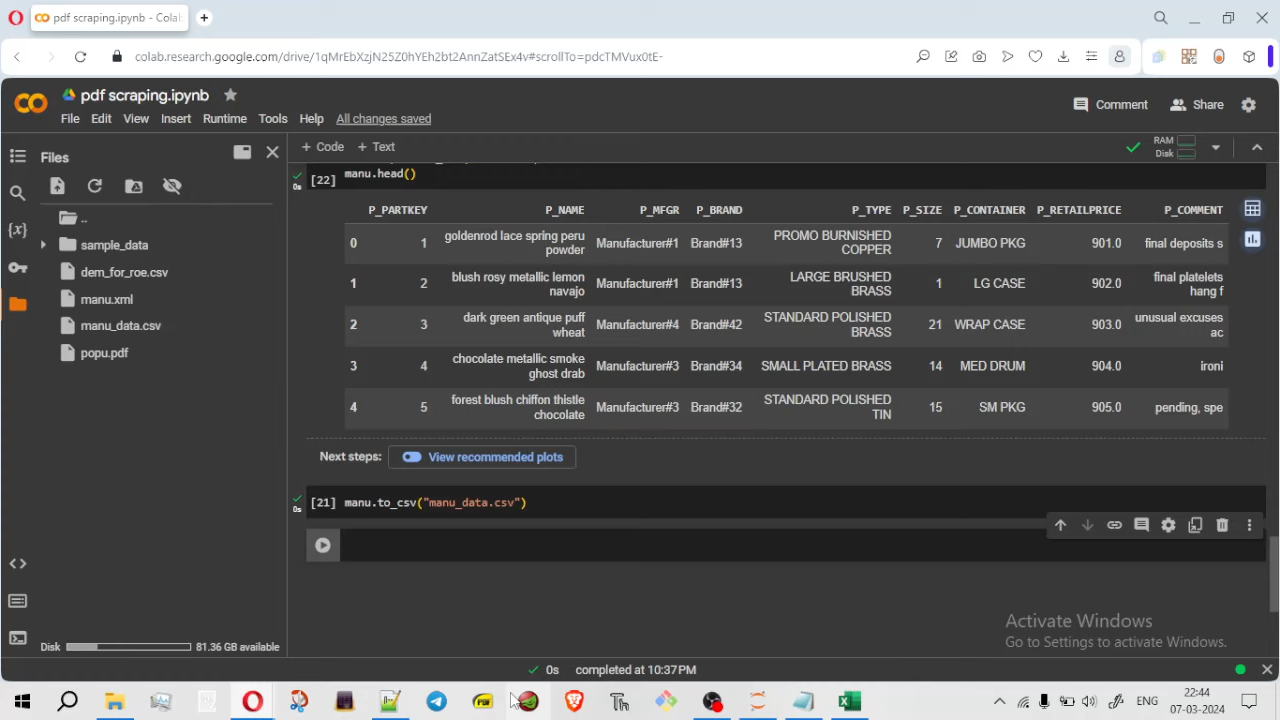 pdf scraping.ipynb - Colab
colab.research.google.com/drive/1qMrEbXzjN25Z0hYEh2bt2AnnZatSEx4v#scrollTo=pdcTMVux0tE-
pdf scraping.ipynb
Comment
Share
File Edit View Insert Runtime Tools Help All changes saved
Files
+ Code + Text
RAM
Disk
..
sample_data
dem_for_roe.csv
manu.xml
manu_data.csv
popu.pdf
Disk 81.36 GB available
0s [22] manu.head()
P_PARTKEY P_NAME P_MFGR P_BRAND P_TYPE P_SIZE P_CONTAINER P_RETAILPRICE P_COMMENT
0 1 goldenrod lace spring peru powder Manufacturer#1 Brand#13 PROMO BURNISHED COPPER 7 JUMBO PKG 901.0 final deposits s
1 2 blush rosy metallic lemon navajo Manufacturer#1 Brand#13 LARGE BRUSHED BRASS 1 LG CASE 902.0 final platelets hang f
2 3 dark green antique puff wheat Manufacturer#4 Brand#42 STANDARD POLISHED BRASS 21 WRAP CASE 903.0 unusual excuses ac
3 4 chocolate metallic smoke ghost drab Manufacturer#3 Brand#34 SMALL PLATED BRASS 14 MED DRUM 904.0 ironi
4 5 forest blush chiffon thistle chocolate Manufacturer#3 Brand#32 STANDARD POLISHED TIN 15 SM PKG 905.0 pending, spe
Next steps: View recommended plots
0s [21] manu.to_csv("manu_data.csv")
Activate Windows
Go to Settings to activate Windows.
0s completed at 10:37 PM
ENG
22:44
07-03-2024